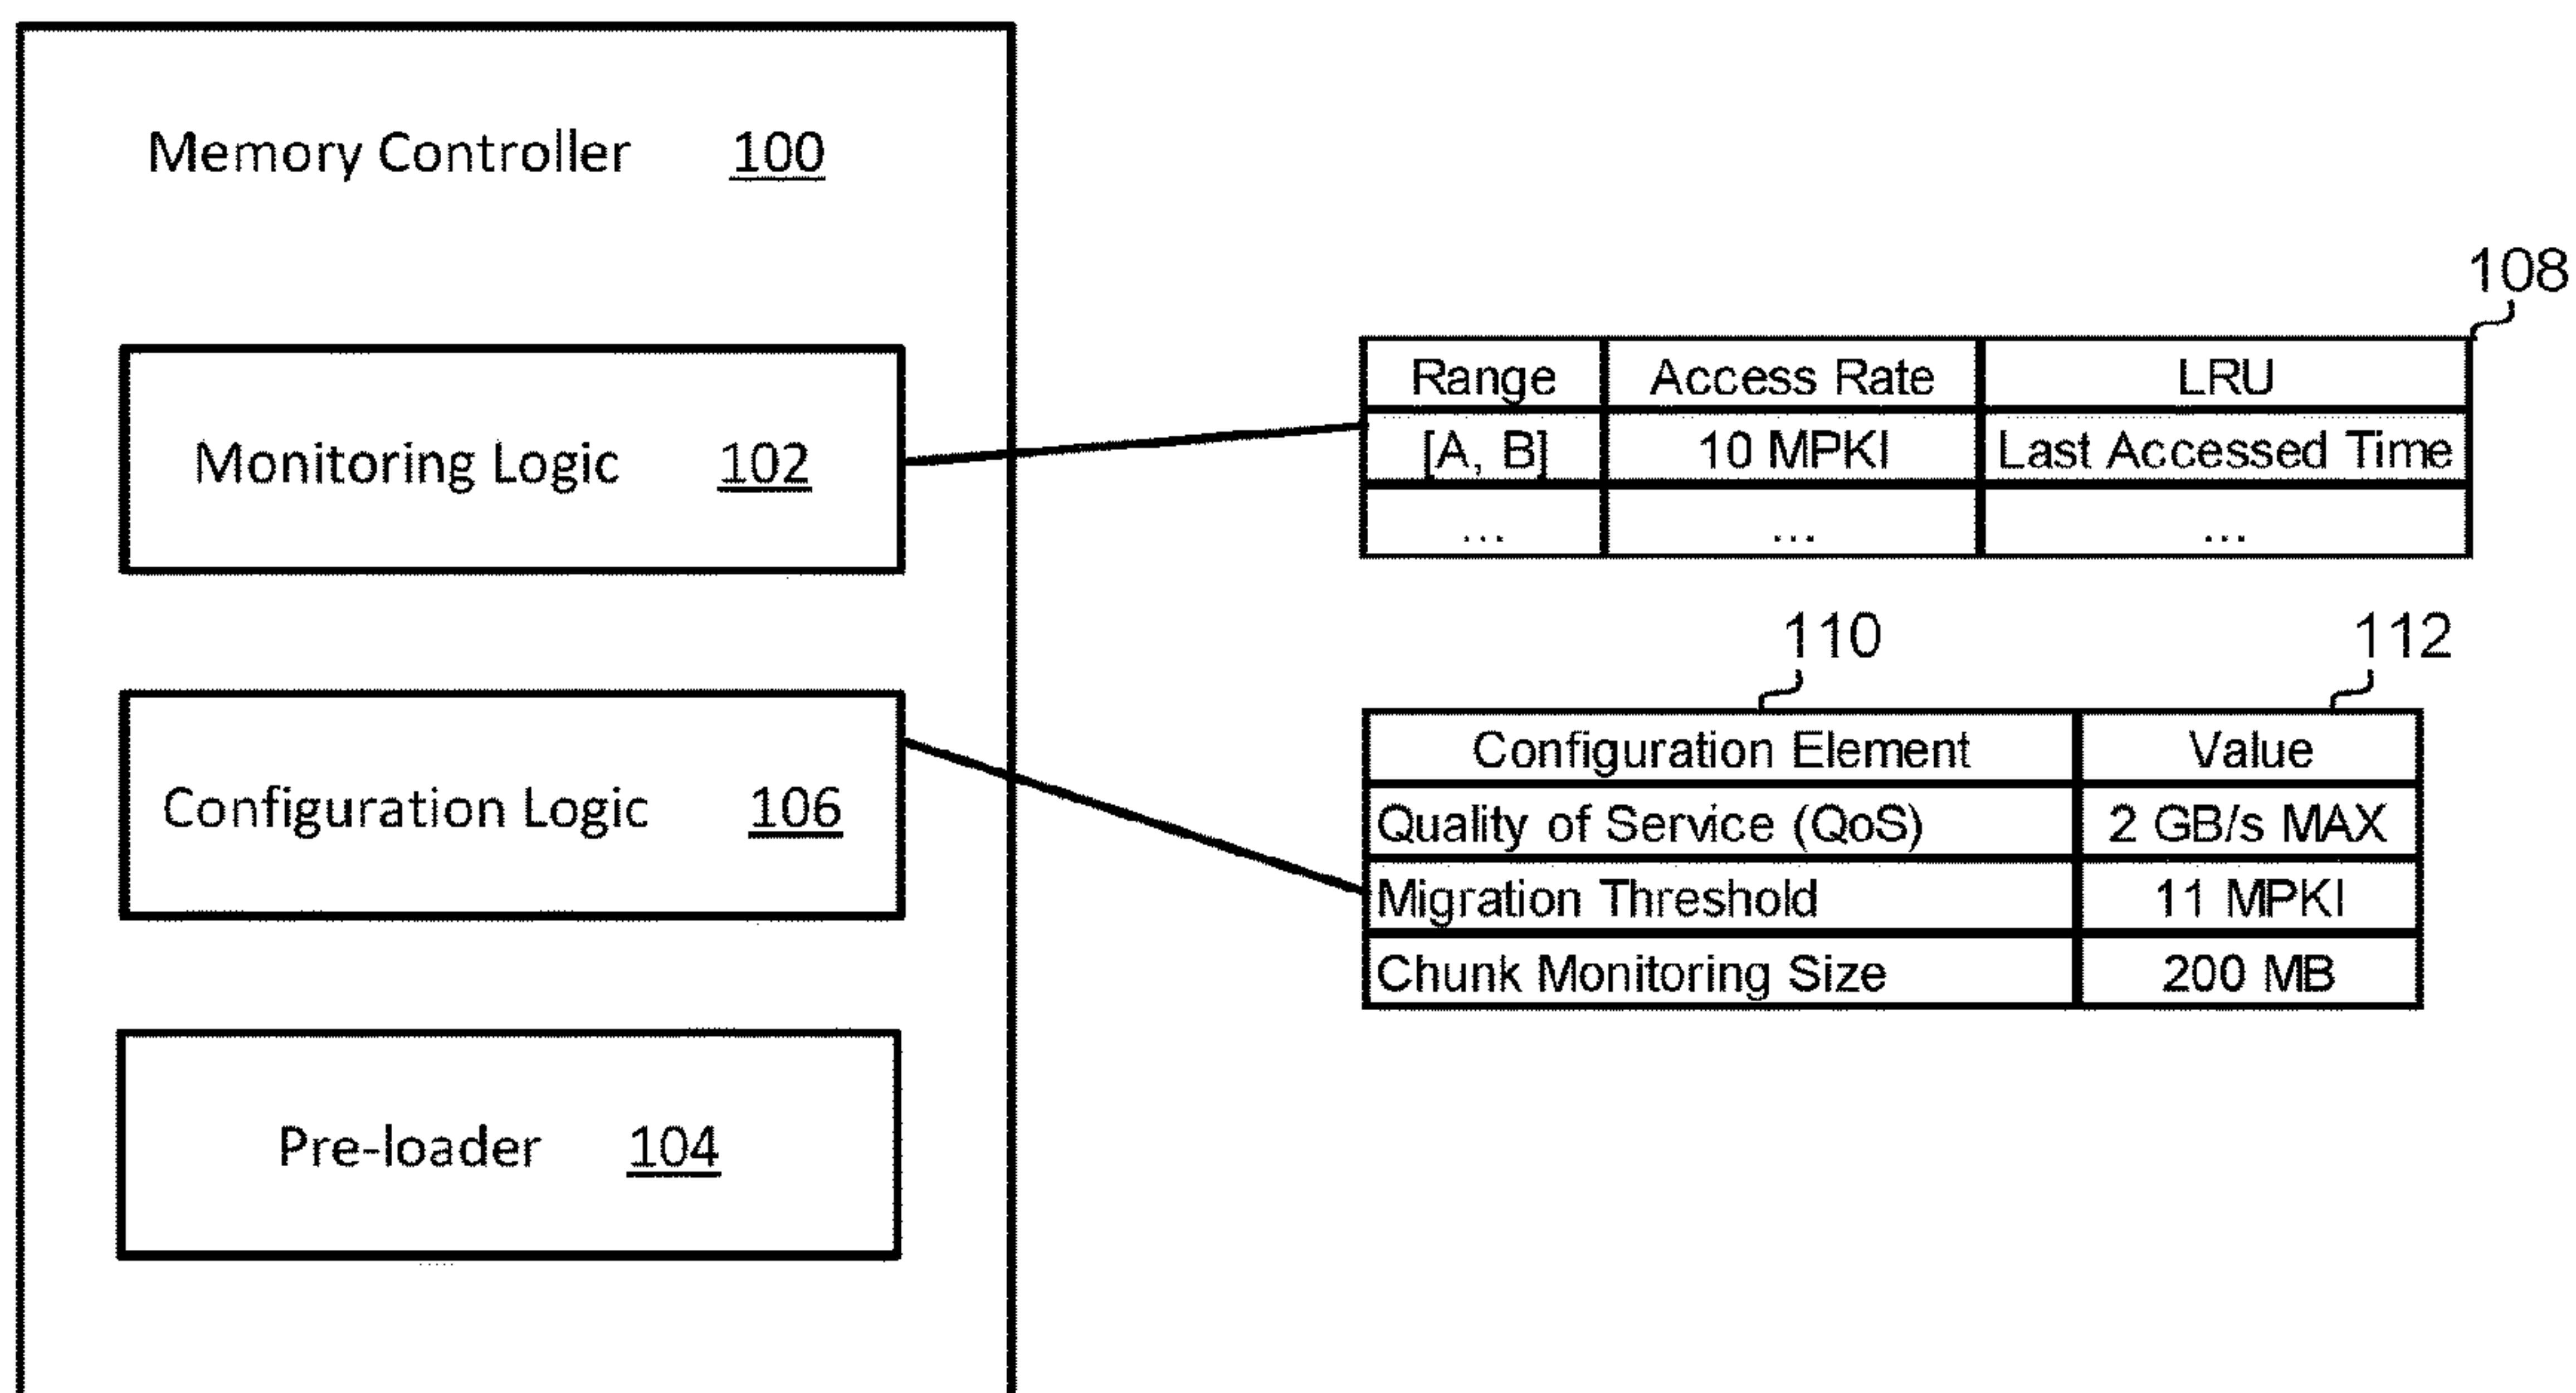 Memory Controller 100
Monitoring Logic 102
Configuration Logic 106
Pre-loader 104
108
Range Access Rate LRU
[A, B] 10 MPKI Last Accessed Time
... ... ...
110 112
Configuration Element Value
Quality of Service (QoS) 2 GB/s MAX
Migration Threshold 11 MPKI
Chunk Monitoring Size 200 MB